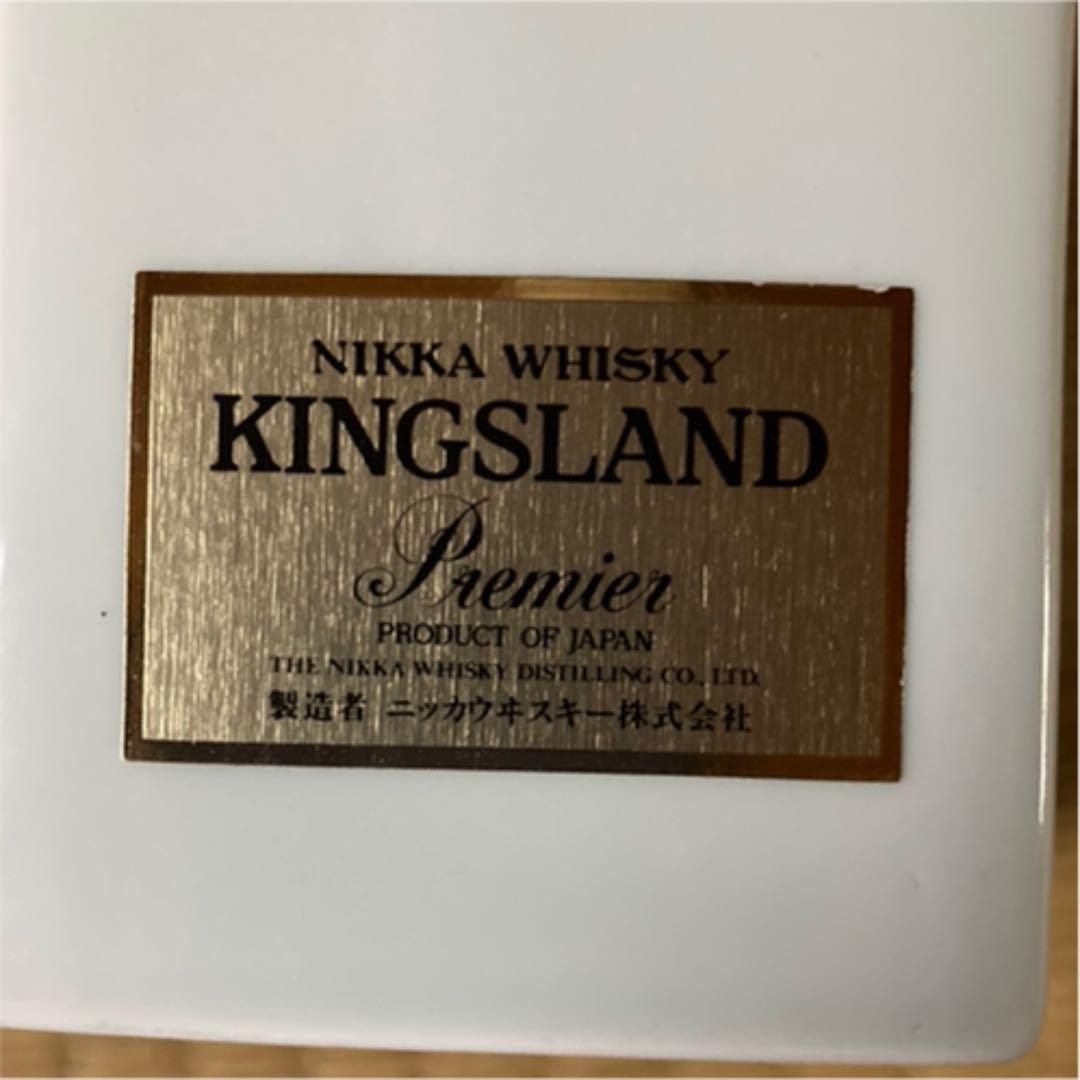 NIKKA WHISKY
KINGSLAND
Premier
PRODUCT OF JAPAN
THE NIKKA WHISKY DISTILLING CO., LTD.
製造者 ニッカウヰスキー株式会社